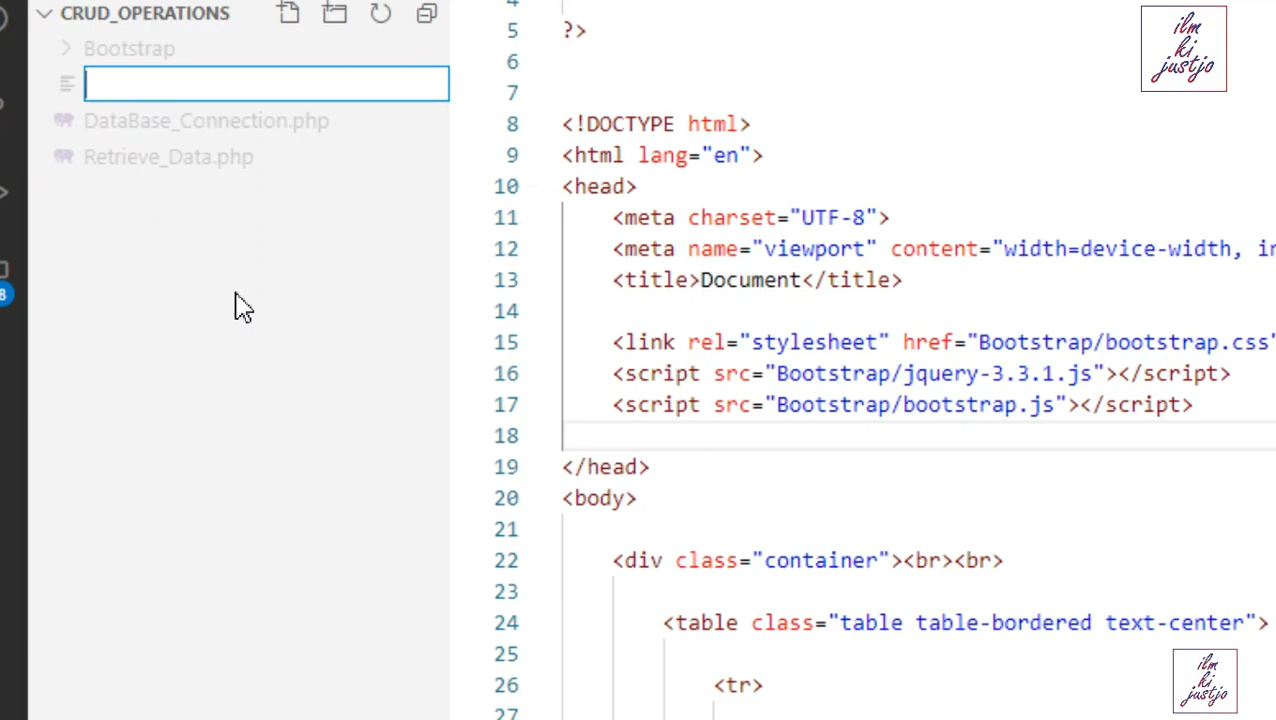 CRUD_OPERATIONS
Bootstrap
DataBase_Connection.php
Retrieve_Data.php
8
4
5 ?>
6
7
8 <!DOCTYPE html>
9 <html lang="en">
10 <head>
11 <meta charset="UTF-8">
12 <meta name="viewport" content="width=device-width, in
13 <title>Document</title>
14
15 <link rel="stylesheet" href="Bootstrap/bootstrap.css"
16 <script src="Bootstrap/jquery-3.3.1.js"></script>
17 <script src="Bootstrap/bootstrap.js"></script>
18
19 </head>
20 <body>
21
22 <div class="container"><br><br>
23
24 <table class="table table-bordered text-center">
25
26 <tr>
27
ilm
ki
justjo
ilm
ki
justjo